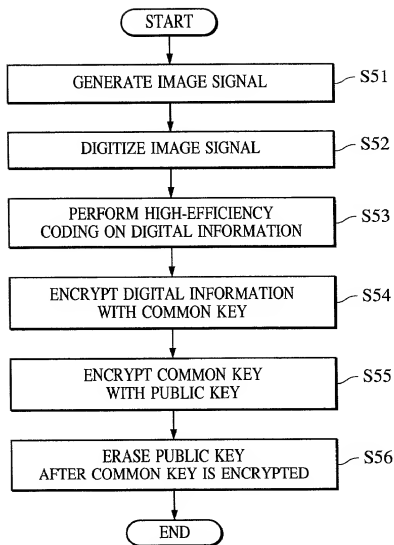 START
GENERATE IMAGE SIGNAL
S51
DIGITIZE IMAGE SIGNAL
S52
PERFORM HIGH-EFFICIENCY
CODING ON DIGITAL INFORMATION
S53
ENCRYPT DIGITAL INFORMATION
WITH COMMON KEY
S54
ENCRYPT COMMON KEY
WITH PUBLIC KEY
S55
ERASE PUBLIC KEY
AFTER COMMON KEY IS ENCRYPTED
S56
END